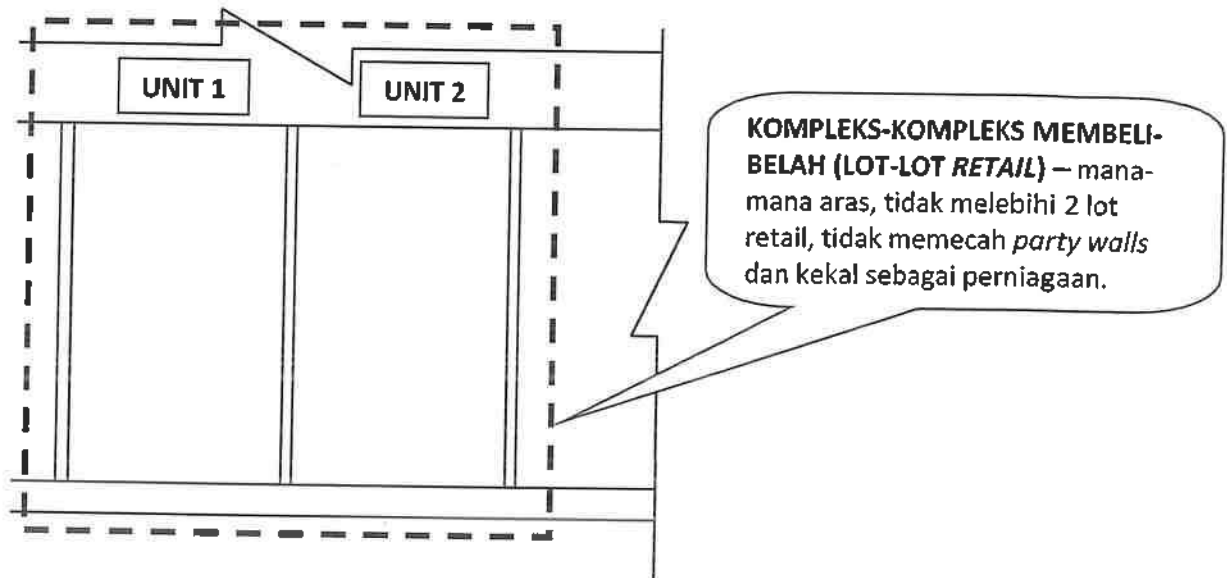 UNIT 1
UNIT 2
KOMPLEKS-KOMPLEKS MEMBELI-
BELAH (LOT-LOT RETAIL) – mana-
mana aras, tidak melebihi 2 lot
retail, tidak memecah party walls
dan kekal sebagai perniagaan.